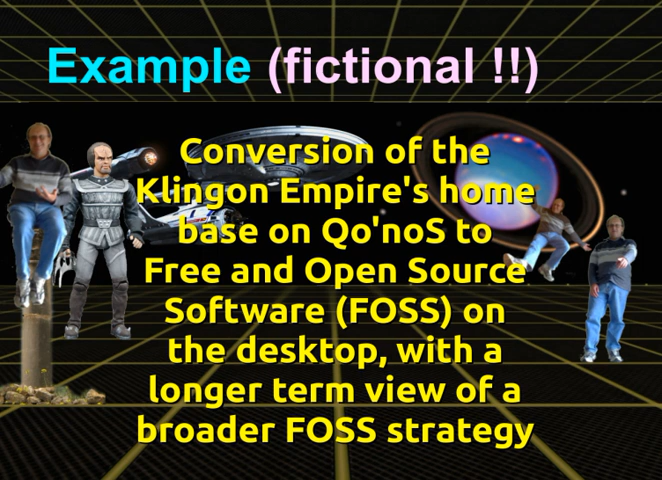 Example (fictional !!)
Conversion of the
Klingon Empire's home
base on Qo'noS to
Free and Open Source
Software (FOSS) on
the desktop, with a
longer term view of a
broader FOSS strategy